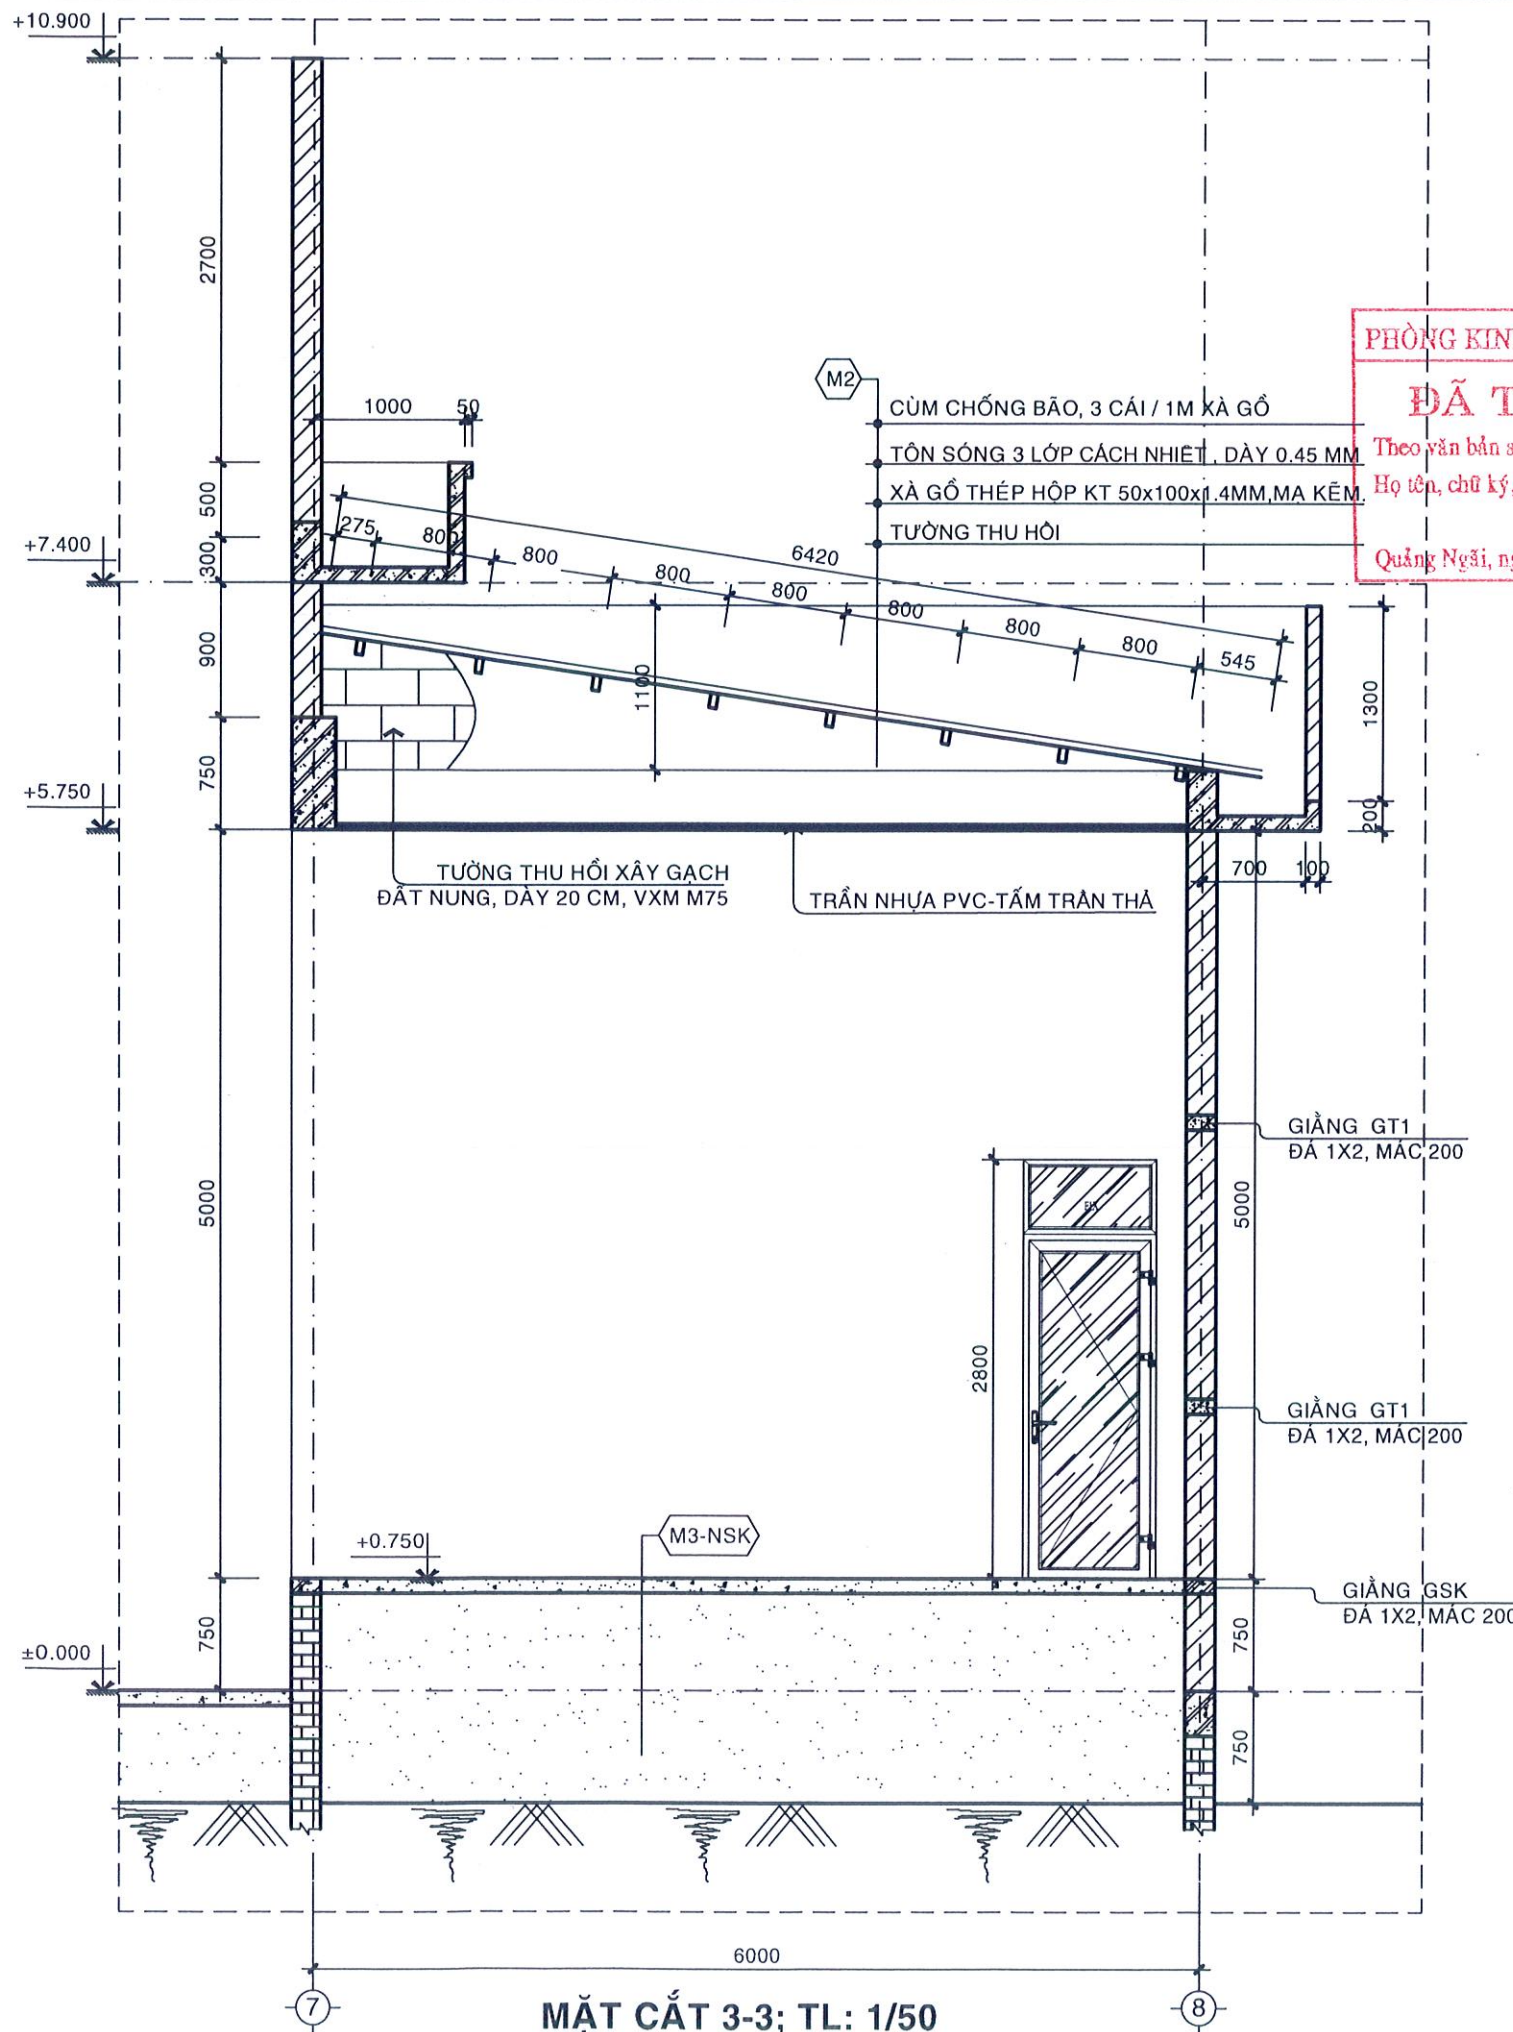 +10.900
2700
1000
50
M2
CÙM CHỐNG BÃO, 3 CÁI / 1M XÀ GỒ
TÔN SÓNG 3 LỚP CÁCH NHIỆT, DÀY 0.45 MM
XÀ GỒ THÉP HỘP KT 50x100x1.4MM,MẠ KẼM.
TƯỜNG THU HỒI
PHÒNG KIN
ĐÃ T
Theo văn bản s
Họ tên, chữ ký,
Quảng Ngãi, ng
500
300
+7.400
275
800
800
800
800
800
800
800
545
6420
900
1100
1300
750
+5.750
200
700
100
TƯỜNG THU HỒI XÂY GẠCH
ĐẤT NUNG, DÀY 20 CM, VXM M75
TRẦN NHỰA PVC-TẤM TRẦN THẢ
GIẰNG GT1
ĐÁ 1X2, MÁC 200
5000
5000
2800
GIẰNG GT1
ĐÁ 1X2, MÁC 200
+0.750
M3-NSK
GIẰNG GSK
ĐÁ 1X2, MÁC 200
750
750
±0.000
750
6000
7
8
MẶT CẮT 3-3; TL: 1/50